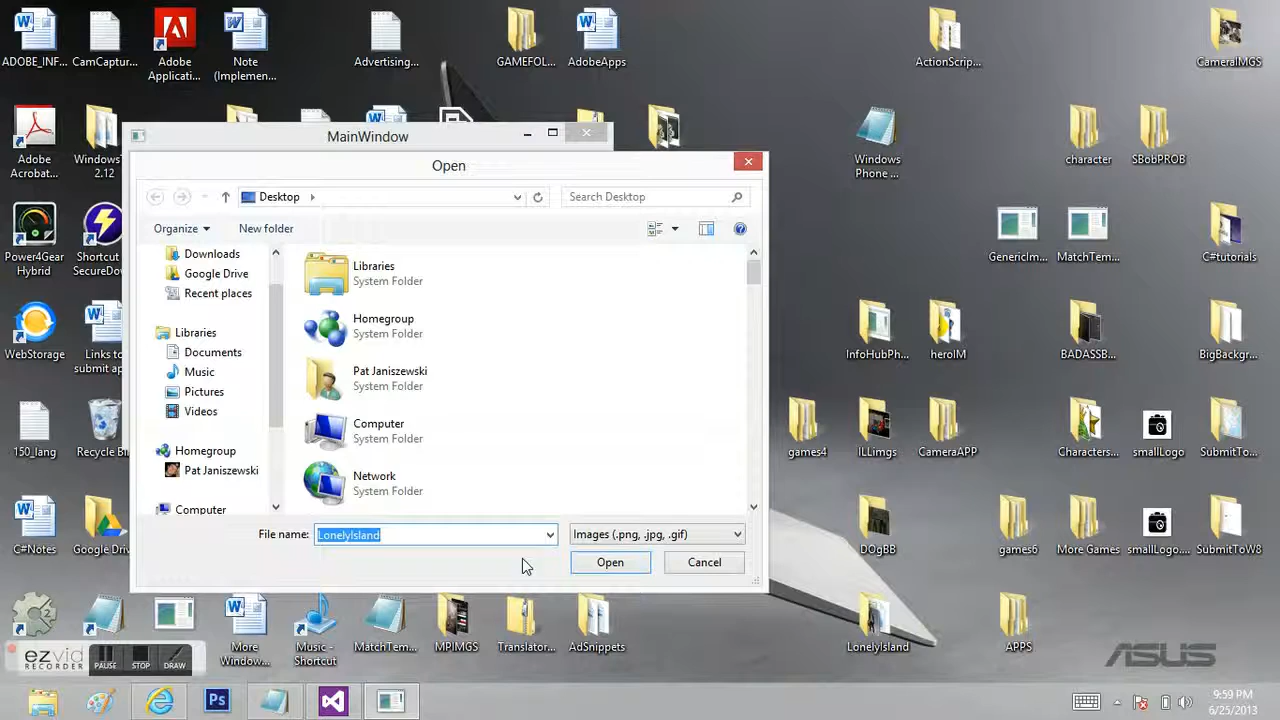 ADOBE_INF...
CamCaptur...
Adobe
Applicati...
Note
(Implemen...
Advertising...
GAMEFOL...
AdobeApps
ActionScrip...
CameraIMGS
MainWindow
Adobe
Acrobat...
Windows
2.12
Open
Windows
Phone ...
character
SBobPROB
Desktop
Search Desktop
Organize
New folder
Power4Gear
Hybrid
Shortcut
SecureDow
Downloads
Google Drive
Recent places
Libraries
Documents
Music
Pictures
Videos
Homegroup
Pat Janiszewski
Computer
Libraries
System Folder
Homegroup
System Folder
Pat Janiszewski
System Folder
Computer
System Folder
Network
System Folder
GenericIm...
MatchTem...
C#tutorials
WebStorage
Links to
submit ap
InfoHubPh...
heroIM
BADASSB...
BigBackgr...
150_lang
Recycle Bi
games4
ILLimgs
CameraAPP
Characters...
smallLogo
SubmitTo...
File name:
LonelyIsland
Images (.png, .jpg, .gif)
Open
Cancel
C#Notes
Google Driv
DOgBB
games6
More Games
smallLogo....
SubmitToW8
More
Window...
Music -
Shortcut
MatchTem...
MPIMGS
Translator...
AdSnippets
LonelyIsland
APPS
ezvid
RECORDER
PAUSE
STOP
DRAW
ASUS
Ps
9:59 PM
6/25/2013